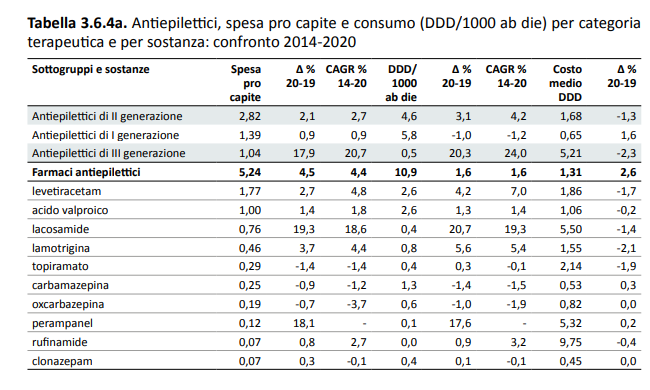 Tabella 3.6.4a. Antiepilettici, spesa pro capite e consumo (DDD/1000 ab die) per categoria
terapeutica e per sostanza: confronto 2014-2020
Sottogruppi e sostanze Spesa pro capite Δ % 20-19 CAGR % 14-20 DDD/ 1000 ab die Δ % 20-19 CAGR % 14-20 Costo medio DDD Δ % 20-19
Antiepilettici di II generazione 2,82 2,1 2,7 4,6 3,1 4,2 1,68 -1,3
Antiepilettici di I generazione 1,39 0,9 0,9 5,8 -1,0 -1,2 0,65 1,6
Antiepilettici di III generazione 1,04 17,9 20,7 0,5 20,3 24,0 5,21 -2,3
Farmaci antiepilettici 5,24 4,5 4,4 10,9 1,6 1,6 1,31 2,6
levetiracetam 1,77 2,7 4,8 2,6 4,2 7,0 1,86 -1,7
acido valproico 1,00 1,4 1,8 2,6 1,3 1,4 1,06 -0,2
lacosamide 0,76 19,3 18,6 0,4 20,7 19,3 5,50 -1,4
lamotrigina 0,46 3,7 4,4 0,8 5,6 5,4 1,55 -2,1
topiramato 0,29 -1,4 -1,4 0,4 0,3 -0,1 2,14 -1,9
carbamazepina 0,25 -0,9 -1,2 1,3 -1,4 -1,5 0,53 0,3
oxcarbazepina 0,19 -0,7 -3,7 0,6 -1,0 -1,9 0,82 0,0
perampanel 0,12 18,1 - 0,1 17,6 - 5,32 0,2
rufinamide 0,07 0,8 2,7 0,0 0,9 3,2 9,75 -0,4
clonazepam 0,07 0,3 -0,1 0,4 0,1 -0,1 0,45 0,0